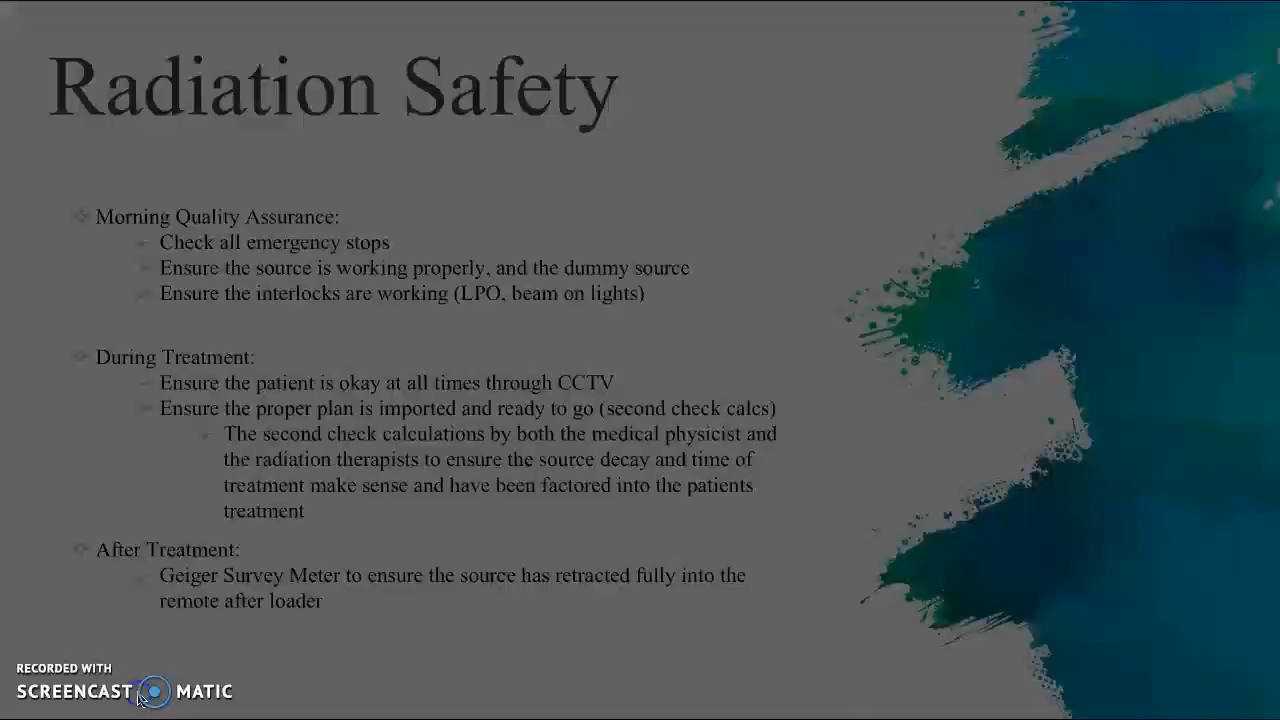 Radiation Safety
Morning Quality Assurance:
Check all emergency stops
Ensure the source is working properly, and the dummy source
Ensure the interlocks are working (LPO, beam on lights)
During Treatment:
Ensure the patient is okay at all times through CCTV
Ensure the proper plan is imported and ready to go (second check calcs)
The second check calculations by both the medical physicist and
the radiation therapists to ensure the source decay and time of
treatment make sense and have been factored into the patients
treatment
After Treatment:
Geiger Survey Meter to ensure the source has retracted fully into the
remote after loader
RECORDED WITH
SCREENCAST MATIC